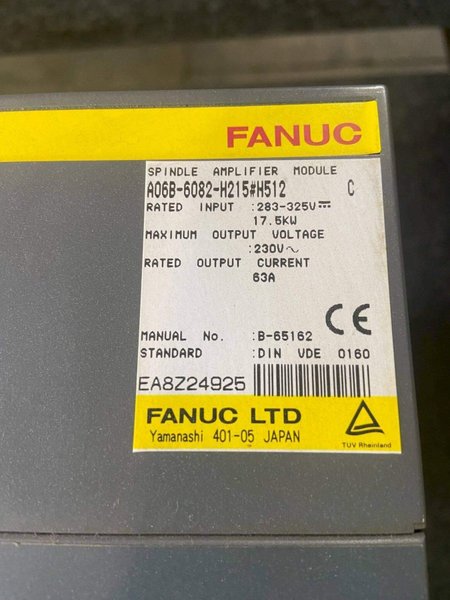 FANUC
SPINDLE AMPLIFIER MODULE
A06B-6082-H215#H512 C
RATED INPUT :283-325V⎓
17.5KW
MAXIMUM OUTPUT VOLTAGE
:230V～
RATED OUTPUT CURRENT
63A
CE
MANUAL No. :B-65162
STANDARD :DIN VDE 0160
EA8Z24925
FANUC LTD
Yamanashi 401-05 JAPAN
TUV Rheinland